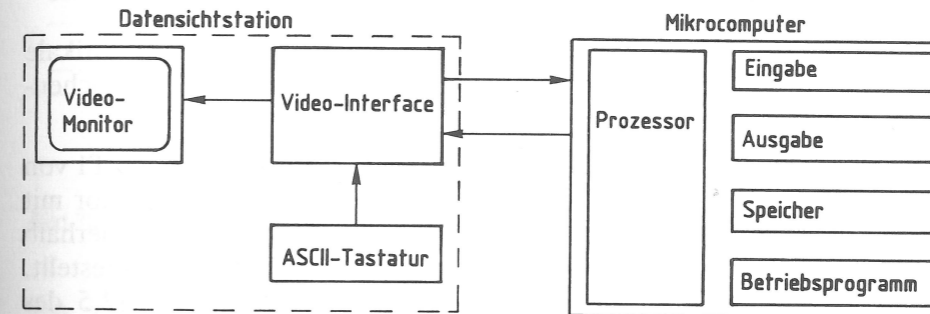 Datensichtstation
Mikrocomputer
Video-
Monitor
Video-Interface
ASCII-Tastatur
Prozessor
Eingabe
Ausgabe
Speicher
Betriebsprogramm